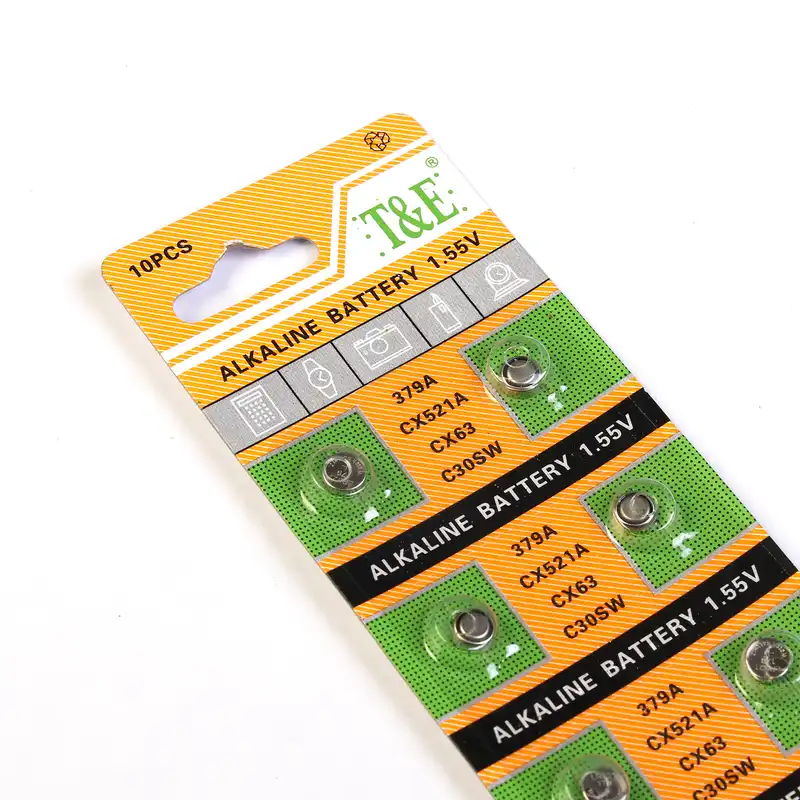 10PCS
T&E®
ALKALINE BATTERY 1.55V
379A
CX521A
CX63
C30SW
ALKALINE BATTERY 1.55V
379A
CX521A
CX63
C30SW
ALKALINE BATTERY 1.55V
379A
CX521A
CX63
C30SW